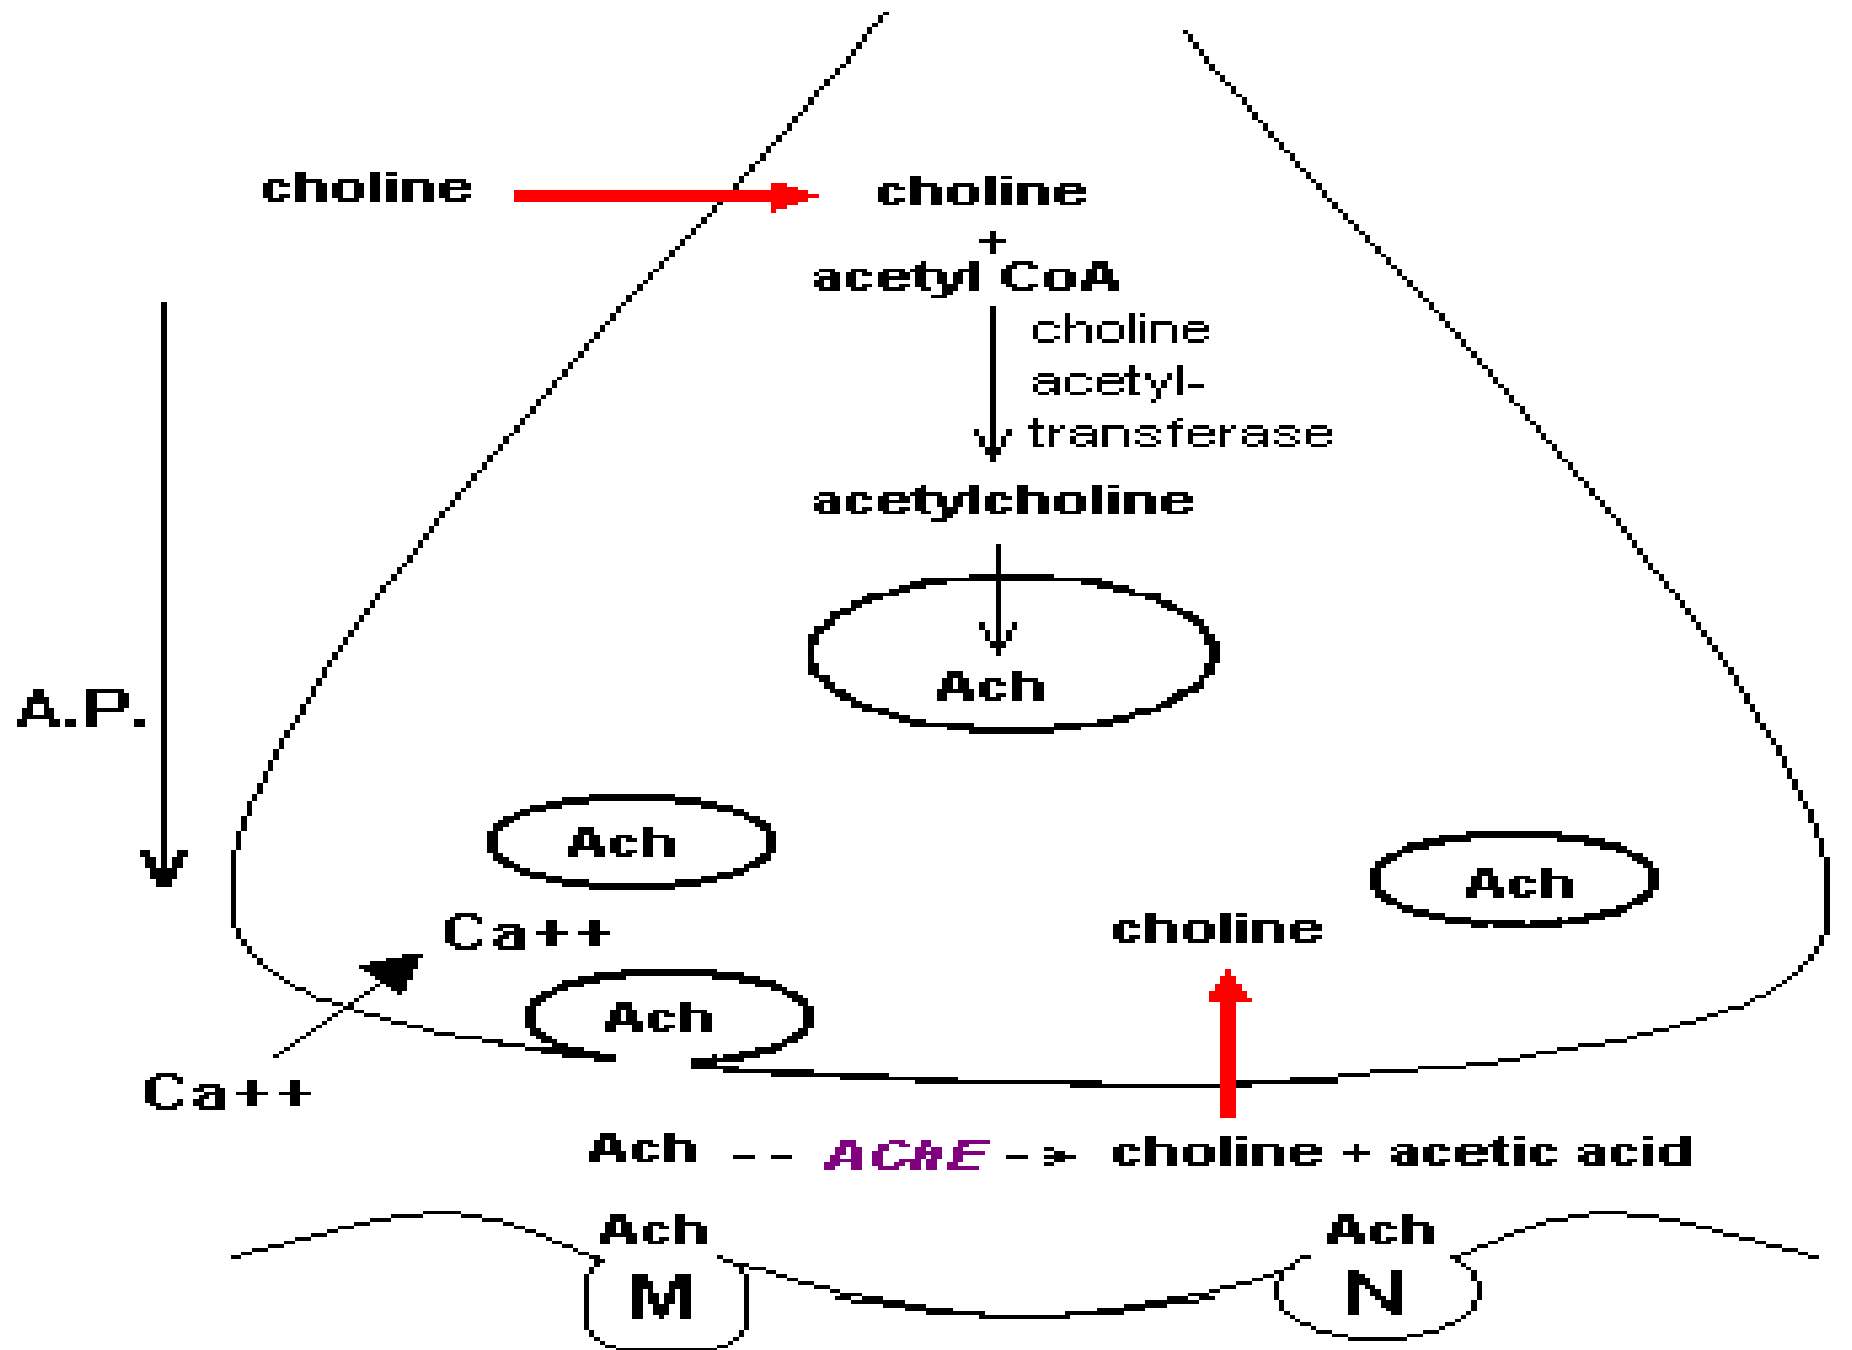 choline
choline
+
acetyl CoA
choline
acetyl-
transferase
acetylcholine
Ach
A.P.
Ach
Ach
Ca++
choline
Ach
Ca++
Ach -- AChE -> choline + acetic acid
Ach
Ach
M
N